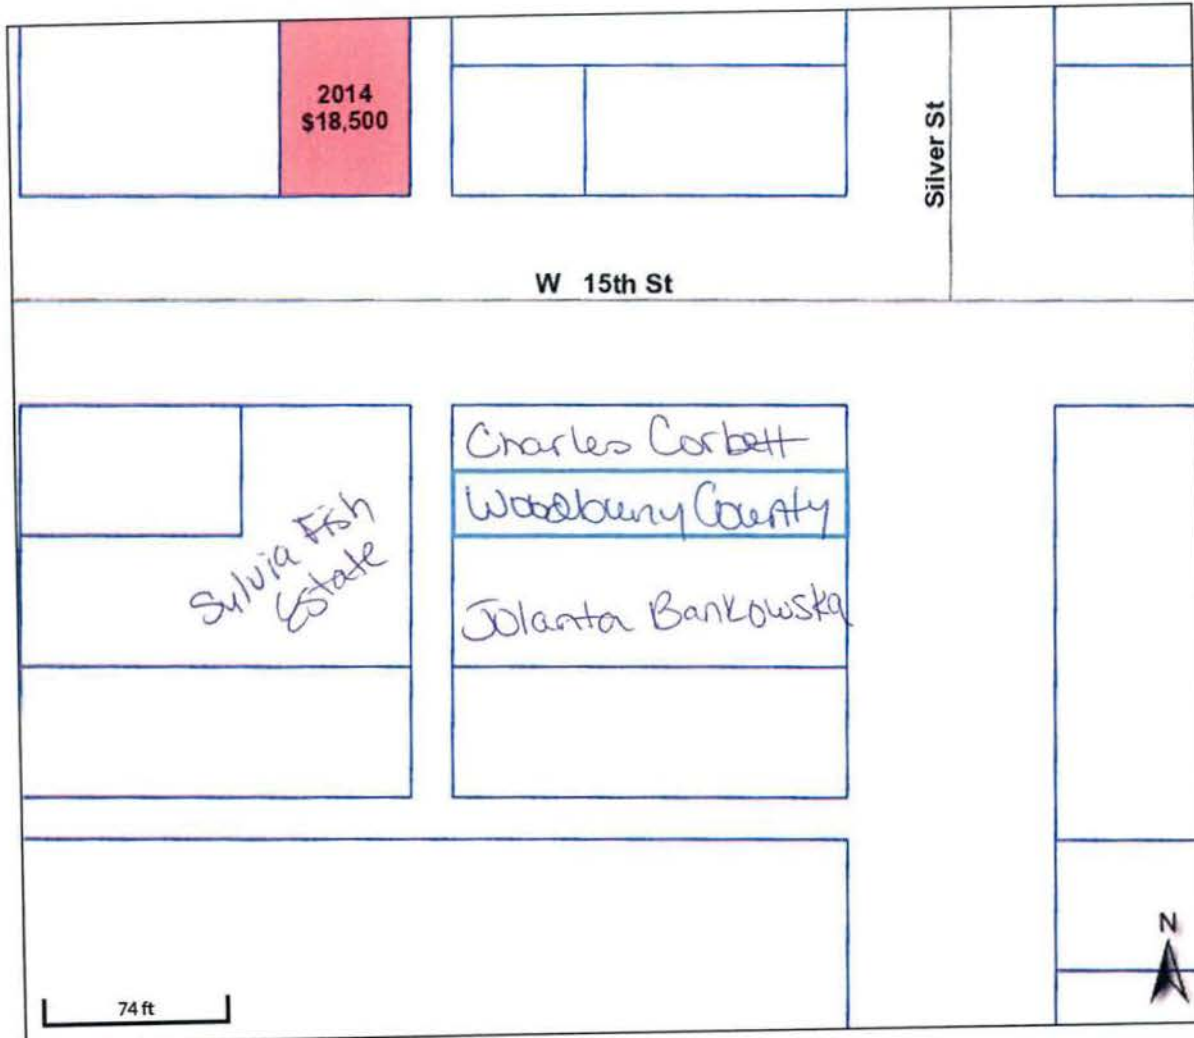 2014
$18,500
Silver St
W 15th St
Charles Corbett
Woodbury County
Sylvia Fish
Estate
Jolanta Bankowska
N
74 ft